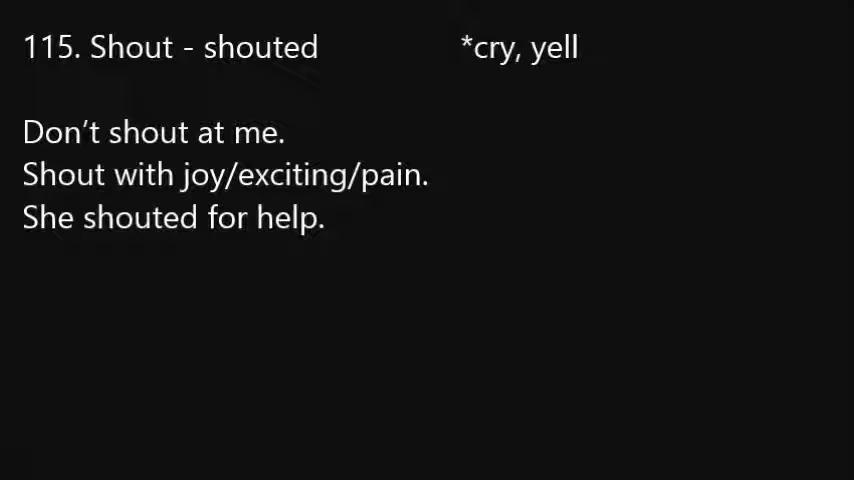 115. Shout - shouted *cry, yell
Don’t shout at me.
Shout with joy/exciting/pain.
She shouted for help.